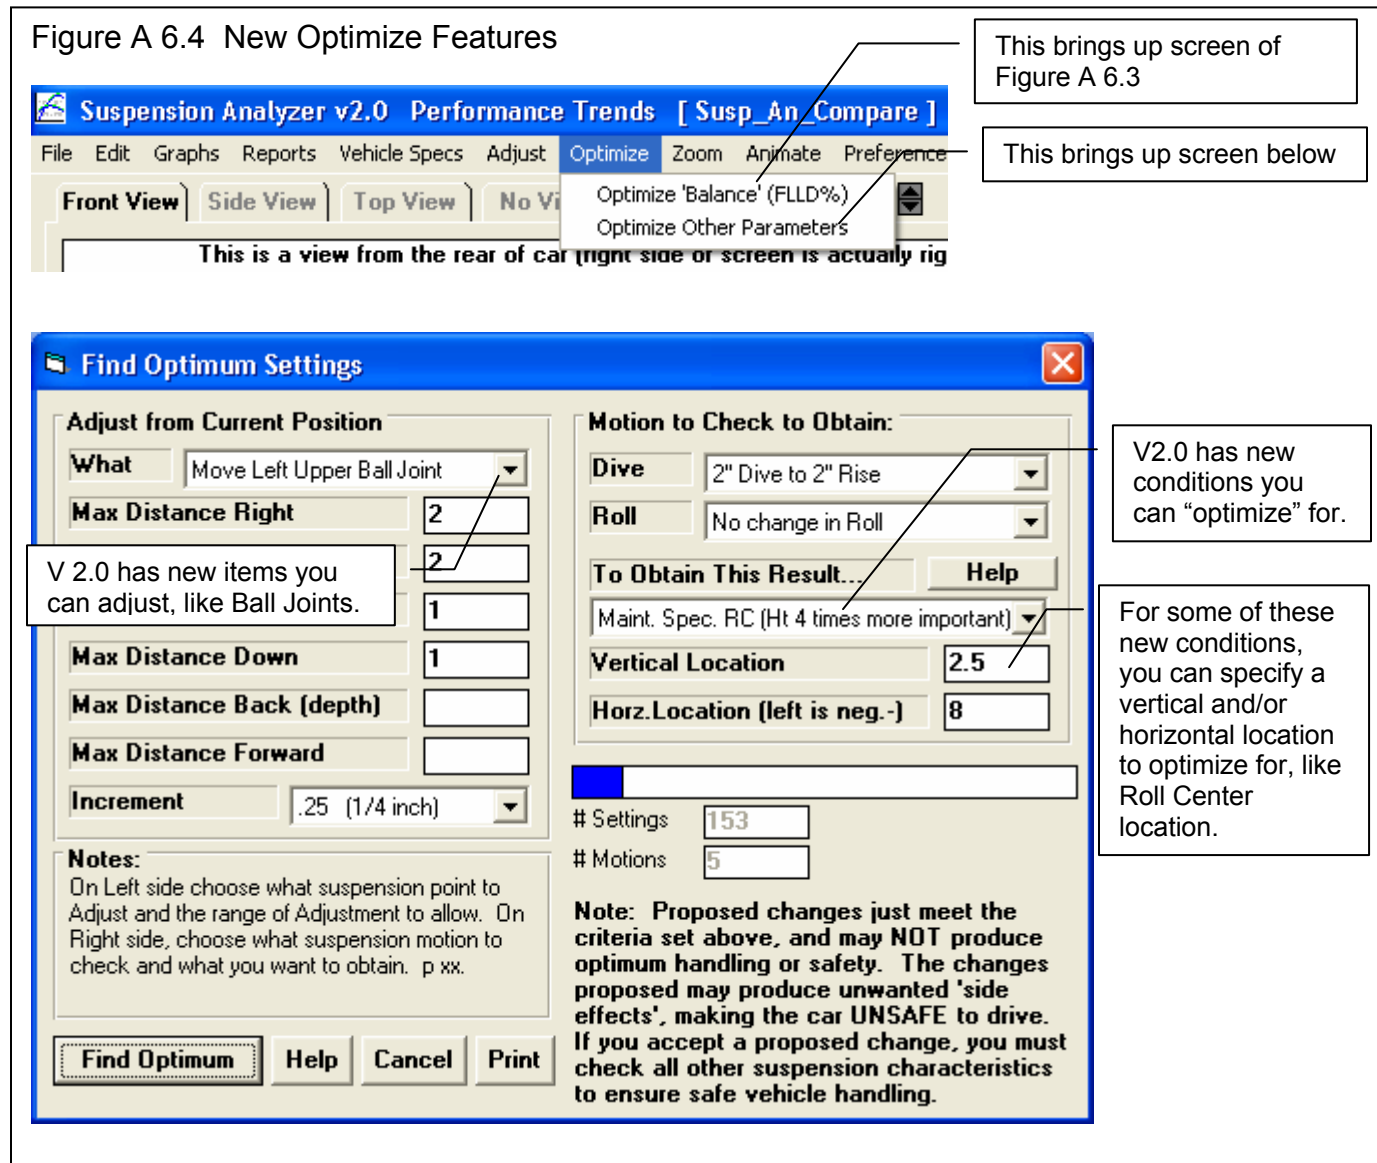 Figure A 6.4  New Optimize Features
This brings up screen of
Figure A 6.3
Suspension Analyzer v2.0   Performance Trends   [ Susp_An_Compare ]
File   Edit   Graphs   Reports   Vehicle Specs   Adjust   Optimize   Zoom   Animate   Preference
This brings up screen below
Front View   Side View   Top View   No Vi
Optimize 'Balance' (FLLD%)
Optimize Other Parameters
This is a view from the rear of car (right side of screen is actually rig
Find Optimum Settings
Adjust from Current Position
What   Move Left Upper Ball Joint
Max Distance Right   2
2
V 2.0 has new items you
can adjust, like Ball Joints.
1
Max Distance Down   1
Max Distance Back (depth)
Max Distance Forward
Increment   .25   (1/4 inch)
Notes:
On Left side choose what suspension point to
Adjust and the range of Adjustment to allow.  On
Right side, choose what suspension motion to
check and what you want to obtain.  p xx.
Find Optimum   Help   Cancel   Print
Motion to Check to Obtain:
Dive   2" Dive to 2" Rise
Roll   No change in Roll
To Obtain This Result...   Help
Maint. Spec. RC (Ht 4 times more important)
Vertical Location   2.5
Horz.Location (left is neg.-)   8
# Settings   153
# Motions   5
Note:  Proposed changes just meet the
criteria set above, and may NOT produce
optimum handling or safety.  The changes
proposed may produce unwanted 'side
effects', making the car UNSAFE to drive.
If you accept a proposed change, you must
check all other suspension characteristics
to ensure safe vehicle handling.
V2.0 has new
conditions you
can “optimize” for.
For some of these
new conditions,
you can specify a
vertical and/or
horizontal location
to optimize for, like
Roll Center
location.